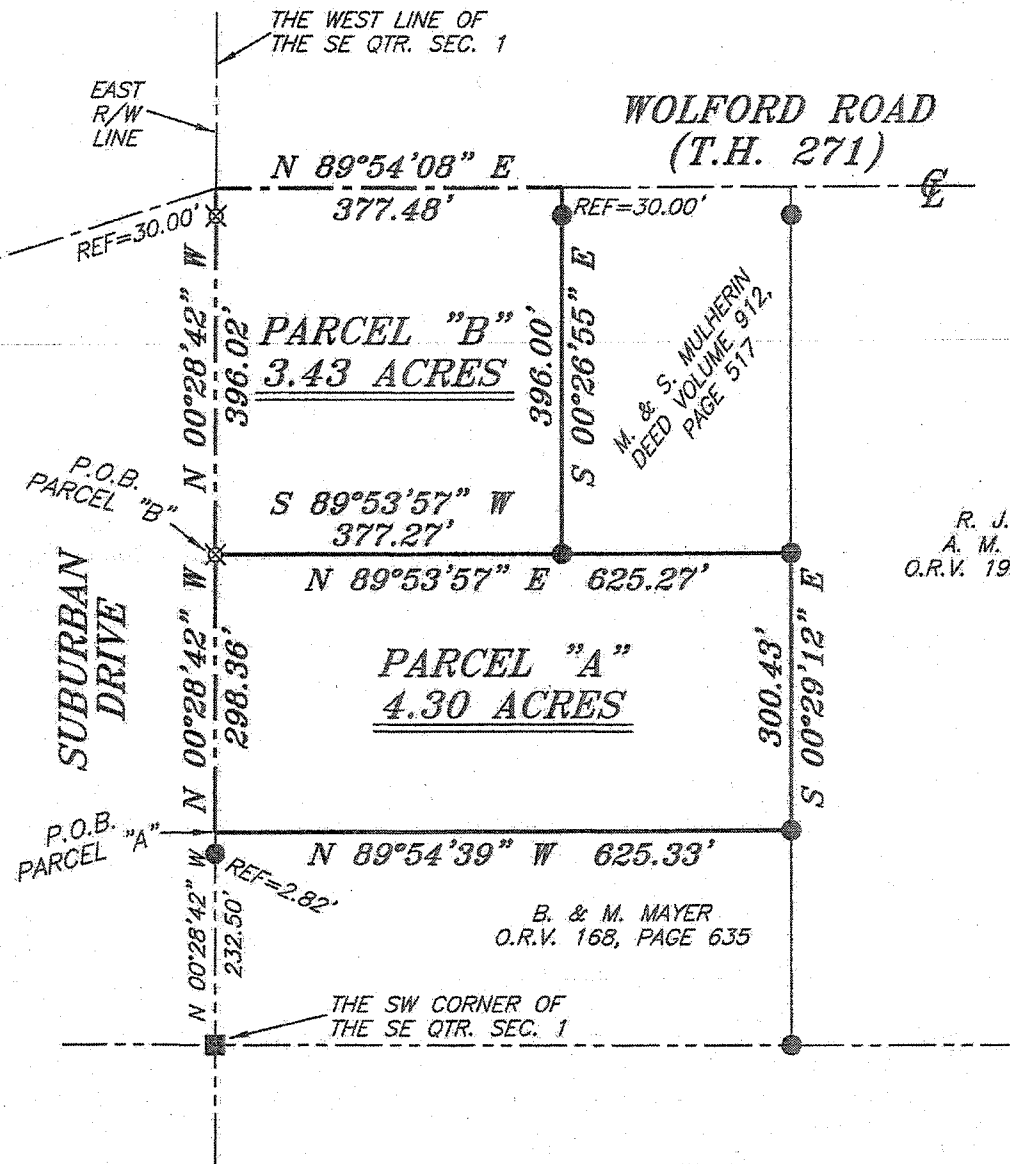 THE WEST LINE OF
THE SE QTR. SEC. 1
EAST
R/W
LINE
WOLFORD ROAD
(T.H. 271)
N 89°54'08" E
377.48'
℄
REF=30.00'
REF=30.00'
N 00°28'42" W
396.02'
PARCEL "B"
3.43 ACRES
396.00'
S 00°26'55" E
M. & S. MULHERIN
DEED VOLUME 912,
PAGE 517
P.O.B.
PARCEL "B"
S 89°53'57" W
377.27'
R. J.
A. M.
O.R.V. 19
N 89°53'57" E 625.27'
SUBURBAN
DRIVE
N 00°28'42" W
298.36'
PARCEL "A"
4.30 ACRES
300.43'
S 00°29'12" E
P.O.B.
PARCEL "A"
N 89°54'39" W 625.33'
REF=2.82'
N 00°28'42" W
232.50'
B. & M. MAYER
O.R.V. 168, PAGE 635
THE SW CORNER OF
THE SE QTR. SEC. 1